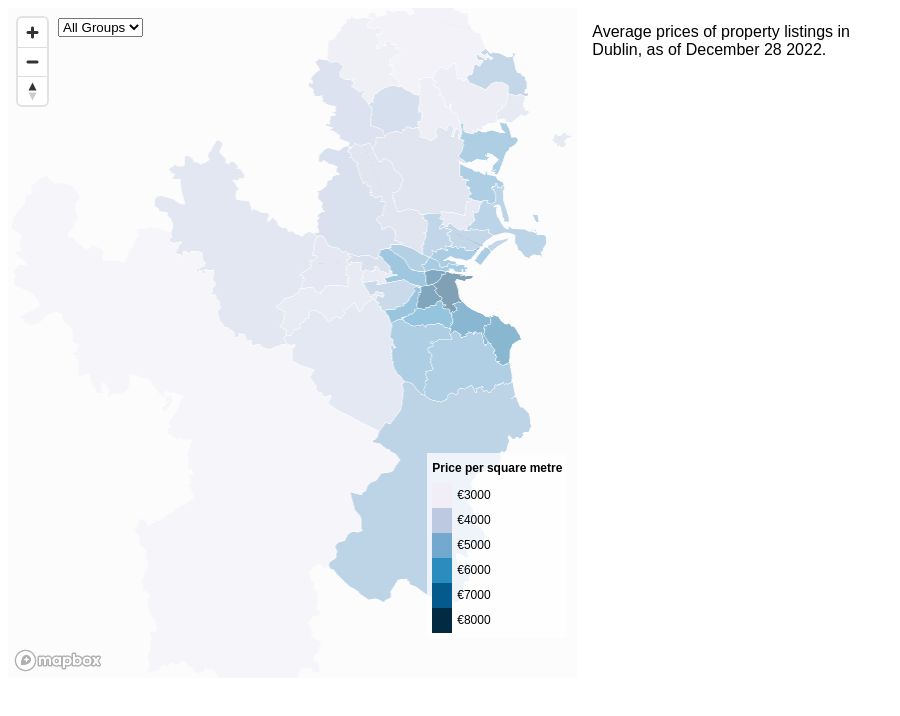 All Groups
Average prices of property listings in
Dublin, as of December 28 2022.
Price per square metre
€3000
€4000
€5000
€6000
€7000
€8000
mapbox